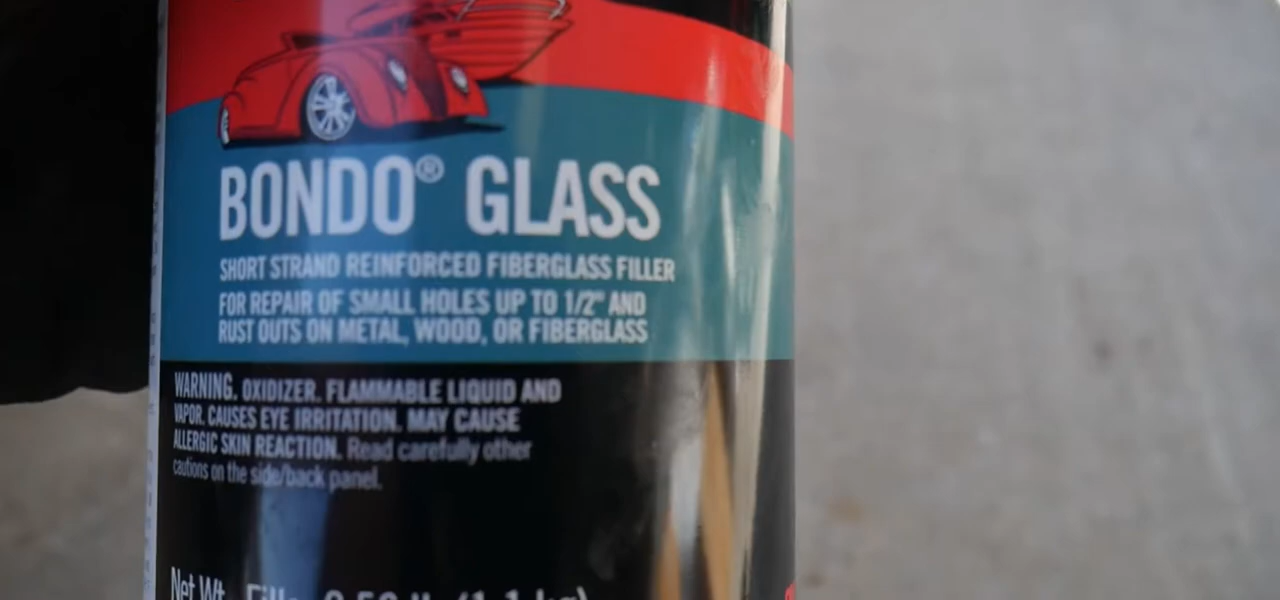 BONDO® GLASS
SHORT STRAND REINFORCED FIBERGLASS FILLER
FOR REPAIR OF SMALL HOLES UP TO 1/2" AND
RUST OUTS ON METAL, WOOD, OR FIBERGLASS
WARNING. OXIDIZER. FLAMMABLE LIQUID AND
VAPOR. CAUSES EYE IRRITATION. MAY CAUSE
ALLERGIC SKIN REACTION. Read carefully other
cautions on the side/back panel.
Net Wt.